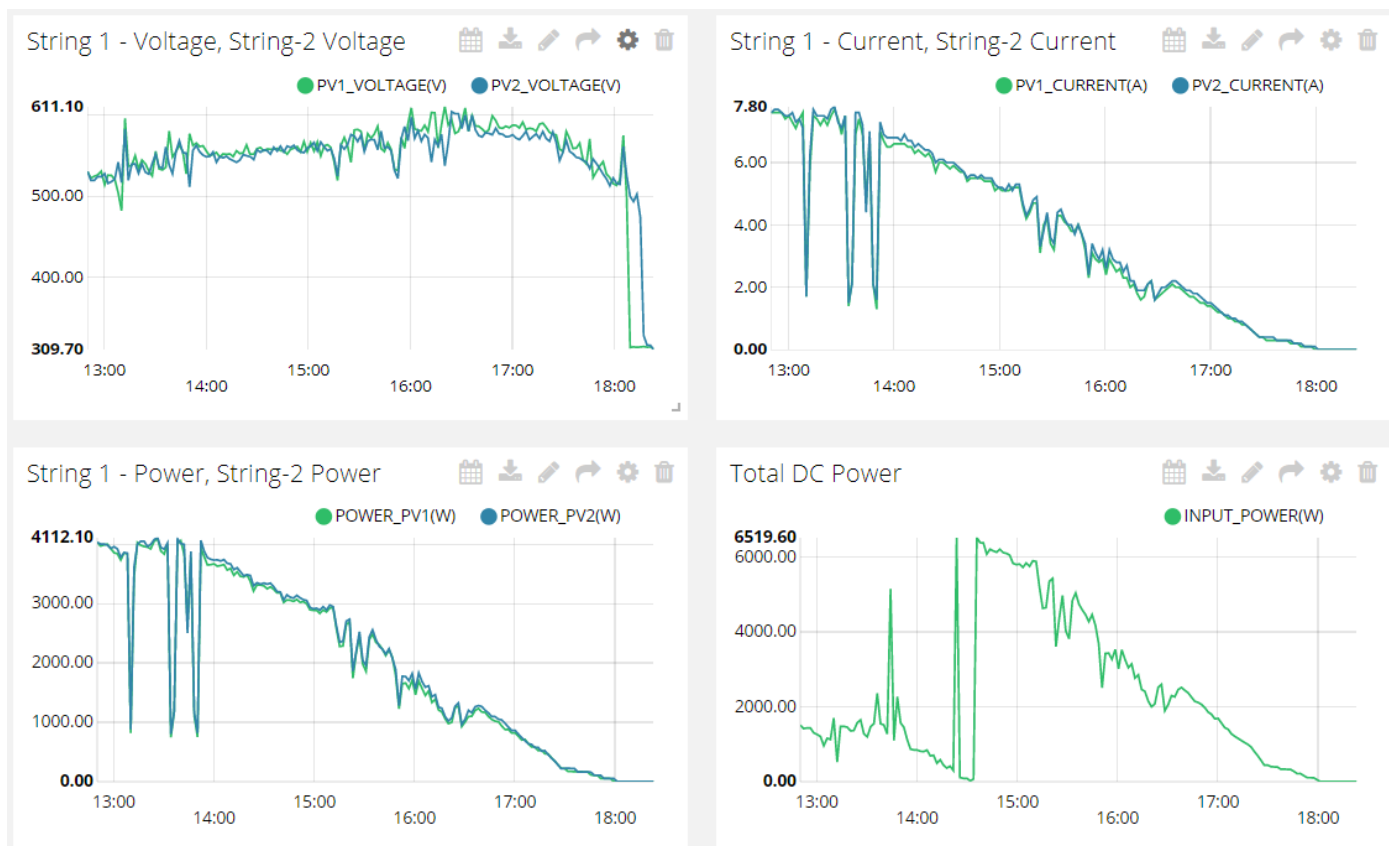 String 1 - Voltage, String-2 Voltage
PV1_VOLTAGE(V) PV2_VOLTAGE(V)
611.10
500.00
400.00
309.70
13:00 14:00 15:00 16:00 17:00 18:00
String 1 - Current, String-2 Current
PV1_CURRENT(A) PV2_CURRENT(A)
7.80
6.00
4.00
2.00
0.00
13:00 14:00 15:00 16:00 17:00 18:00
String 1 - Power, String-2 Power
POWER_PV1(W) POWER_PV2(W)
4112.10
3000.00
2000.00
1000.00
0.00
13:00 14:00 15:00 16:00 17:00 18:00
Total DC Power
INPUT_POWER(W)
6519.60
6000.00
4000.00
2000.00
0.00
13:00 14:00 15:00 16:00 17:00 18:00